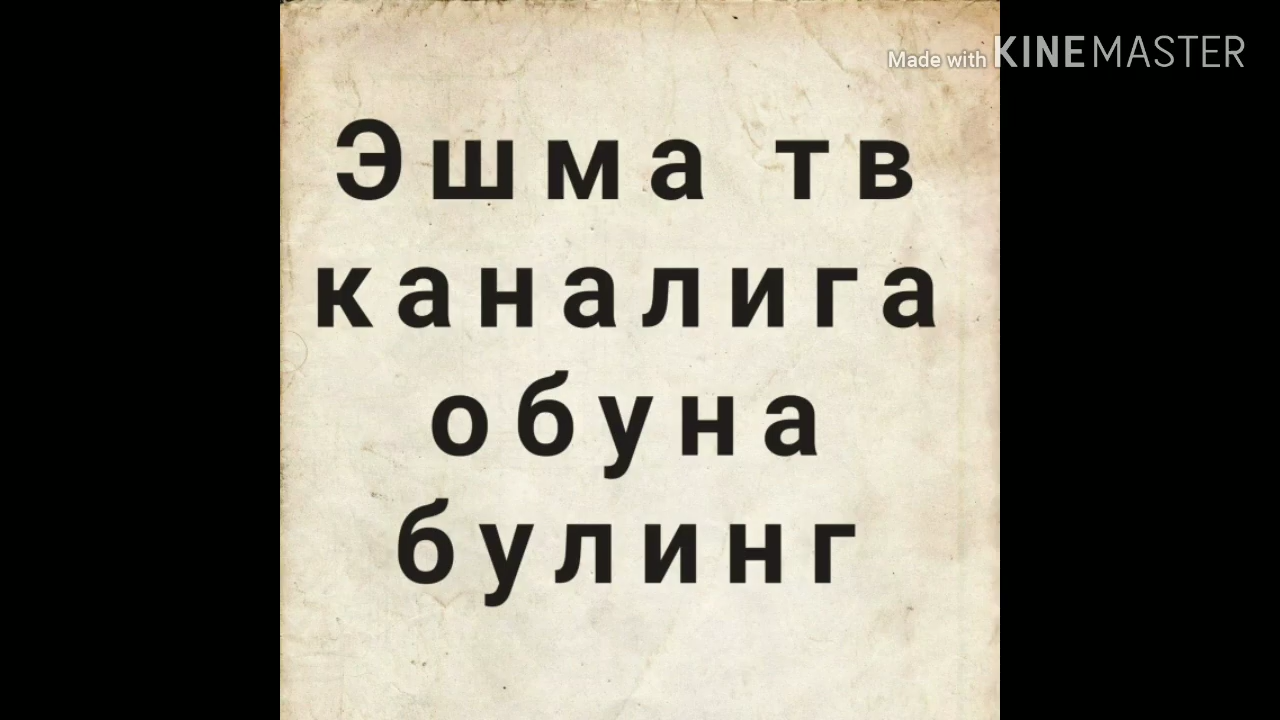 Made with KINEMASTER
Эшма тв
каналига
обуна
булинг